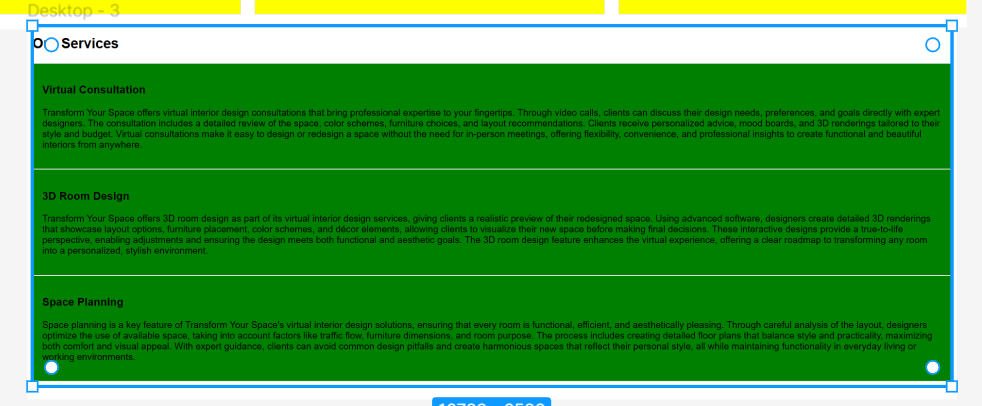 Desktop - 3
Our Services
Virtual Consultation
Transform Your Space offers virtual interior design consultations that bring professional expertise to your fingertips. Through video calls, clients can discuss their design needs, preferences, and goals directly with expert
designers. The consultation includes a detailed review of the space, color schemes, furniture choices, and layout recommendations. Clients receive personalized advice, mood boards, and 3D renderings tailored to their
style and budget. Virtual consultations make it easy to design or redesign a space without the need for in-person meetings, offering flexibility, convenience, and professional insights to create functional and beautiful
interiors from anywhere.
3D Room Design
Transform Your Space offers 3D room design as part of its virtual interior design services, giving clients a realistic preview of their redesigned space. Using advanced software, designers create detailed 3D renderings
that showcase layout options, furniture placement, color schemes, and décor elements, allowing clients to visualize their new space before making final decisions. These interactive designs provide a true-to-life
perspective, enabling adjustments and ensuring the design meets both functional and aesthetic goals. The 3D room design feature enhances the virtual experience, offering a clear roadmap to transforming any room
into a personalized, stylish environment.
Space Planning
Space planning is a key feature of Transform Your Space's virtual interior design solutions, ensuring that every room is functional, efficient, and aesthetically pleasing. Through careful analysis of the layout, designers
optimize the use of available space, taking into account factors like traffic flow, furniture dimensions, and room purpose. The process includes creating detailed floor plans that balance style and practicality, maximizing
both comfort and visual appeal. With expert guidance, clients can avoid common design pitfalls and create harmonious spaces that reflect their personal style, all while maintaining functionality in everyday living or
working environments.